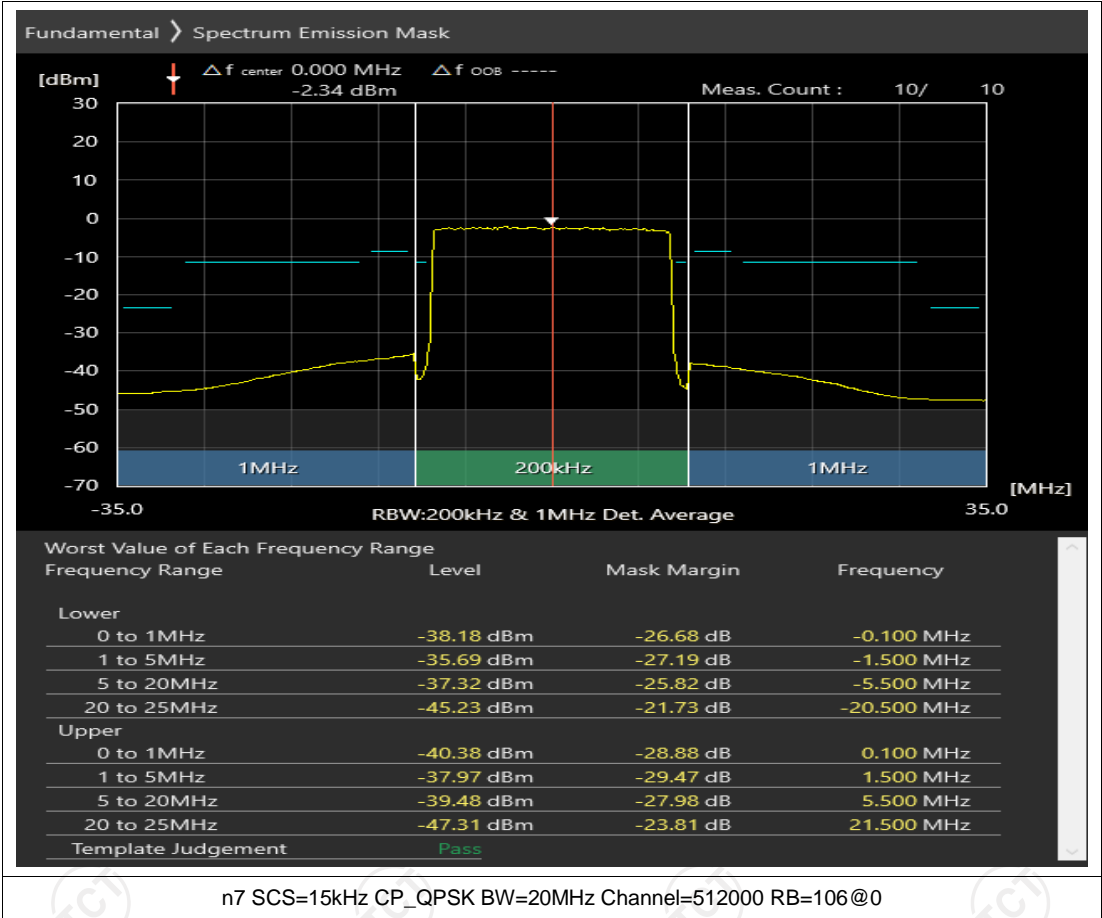 Fundamental ❯ Spectrum Emission Mask
[dBm] △f center 0.000 MHz △f OOB -----
-2.34 dBm Meas. Count : 10/ 10
30
20
10
0
-10
-20
-30
-40
-50
-60
-70
1MHz 200kHz 1MHz
[MHz]
-35.0 RBW:200kHz & 1MHz Det. Average 35.0
Worst Value of Each Frequency Range
Frequency Range Level Mask Margin Frequency
Lower
0 to 1MHz -38.18 dBm -26.68 dB -0.100 MHz
1 to 5MHz -35.69 dBm -27.19 dB -1.500 MHz
5 to 20MHz -37.32 dBm -25.82 dB -5.500 MHz
20 to 25MHz -45.23 dBm -21.73 dB -20.500 MHz
Upper
0 to 1MHz -40.38 dBm -28.88 dB 0.100 MHz
1 to 5MHz -37.97 dBm -29.47 dB 1.500 MHz
5 to 20MHz -39.48 dBm -27.98 dB 5.500 MHz
20 to 25MHz -47.31 dBm -23.81 dB 21.500 MHz
Template Judgement Pass
TCT TCT TCT
n7 SCS=15kHz CP_QPSK BW=20MHz Channel=512000 RB=106@0